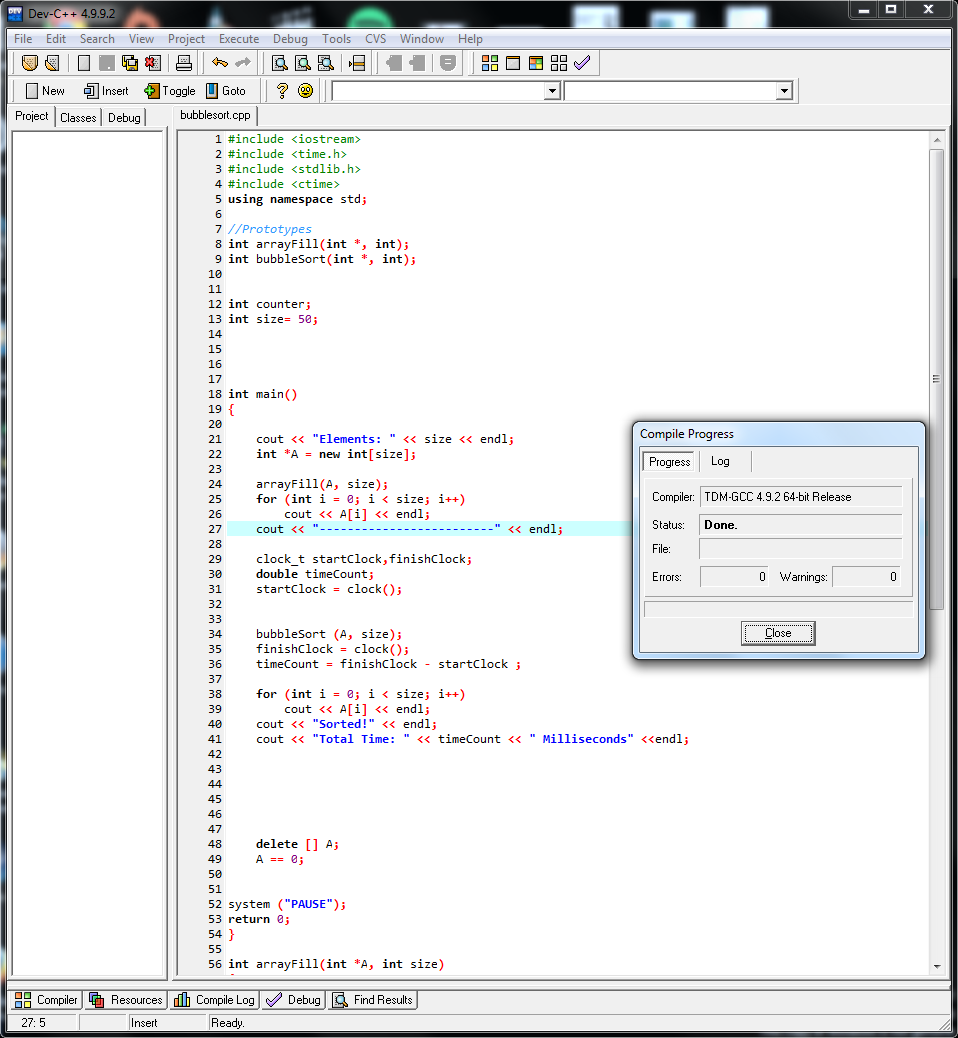 Dev-C++ 4.9.9.2
File Edit Search View Project Execute Debug Tools CVS Window Help
New Insert Toggle Goto
Project Classes Debug
bubblesort.cpp
1 #include <iostream>
2 #include <time.h>
3 #include <stdlib.h>
4 #include <ctime>
5 using namespace std;
6
7 //Prototypes
8 int arrayFill(int *, int);
9 int bubbleSort(int *, int);
10
11
12 int counter;
13 int size= 50;
14
15
16
17
18 int main()
19 {
20
21 cout << "Elements: " << size << endl;
22 int *A = new int[size];
23
24 arrayFill(A, size);
25 for (int i = 0; i < size; i++)
26 cout << A[i] << endl;
27 cout << "-------------------------" << endl;
28
29 clock_t startClock,finishClock;
30 double timeCount;
31 startClock = clock();
32
33
34 bubbleSort (A, size);
35 finishClock = clock();
36 timeCount = finishClock - startClock ;
37
38 for (int i = 0; i < size; i++)
39 cout << A[i] << endl;
40 cout << "Sorted!" << endl;
41 cout << "Total Time: " << timeCount << " Milliseconds" <<endl;
42
43
44
45
46
47
48 delete [] A;
49 A == 0;
50
51
52 system ("PAUSE");
53 return 0;
54 }
55
56 int arrayFill(int *A, int size)
Compile Progress
Progress Log
Compiler: TDM-GCC 4.9.2 64-bit Release
Status: Done.
File:
Errors: 0 Warnings: 0
Close
Compiler Resources Compile Log Debug Find Results
27: 5 Insert Ready.